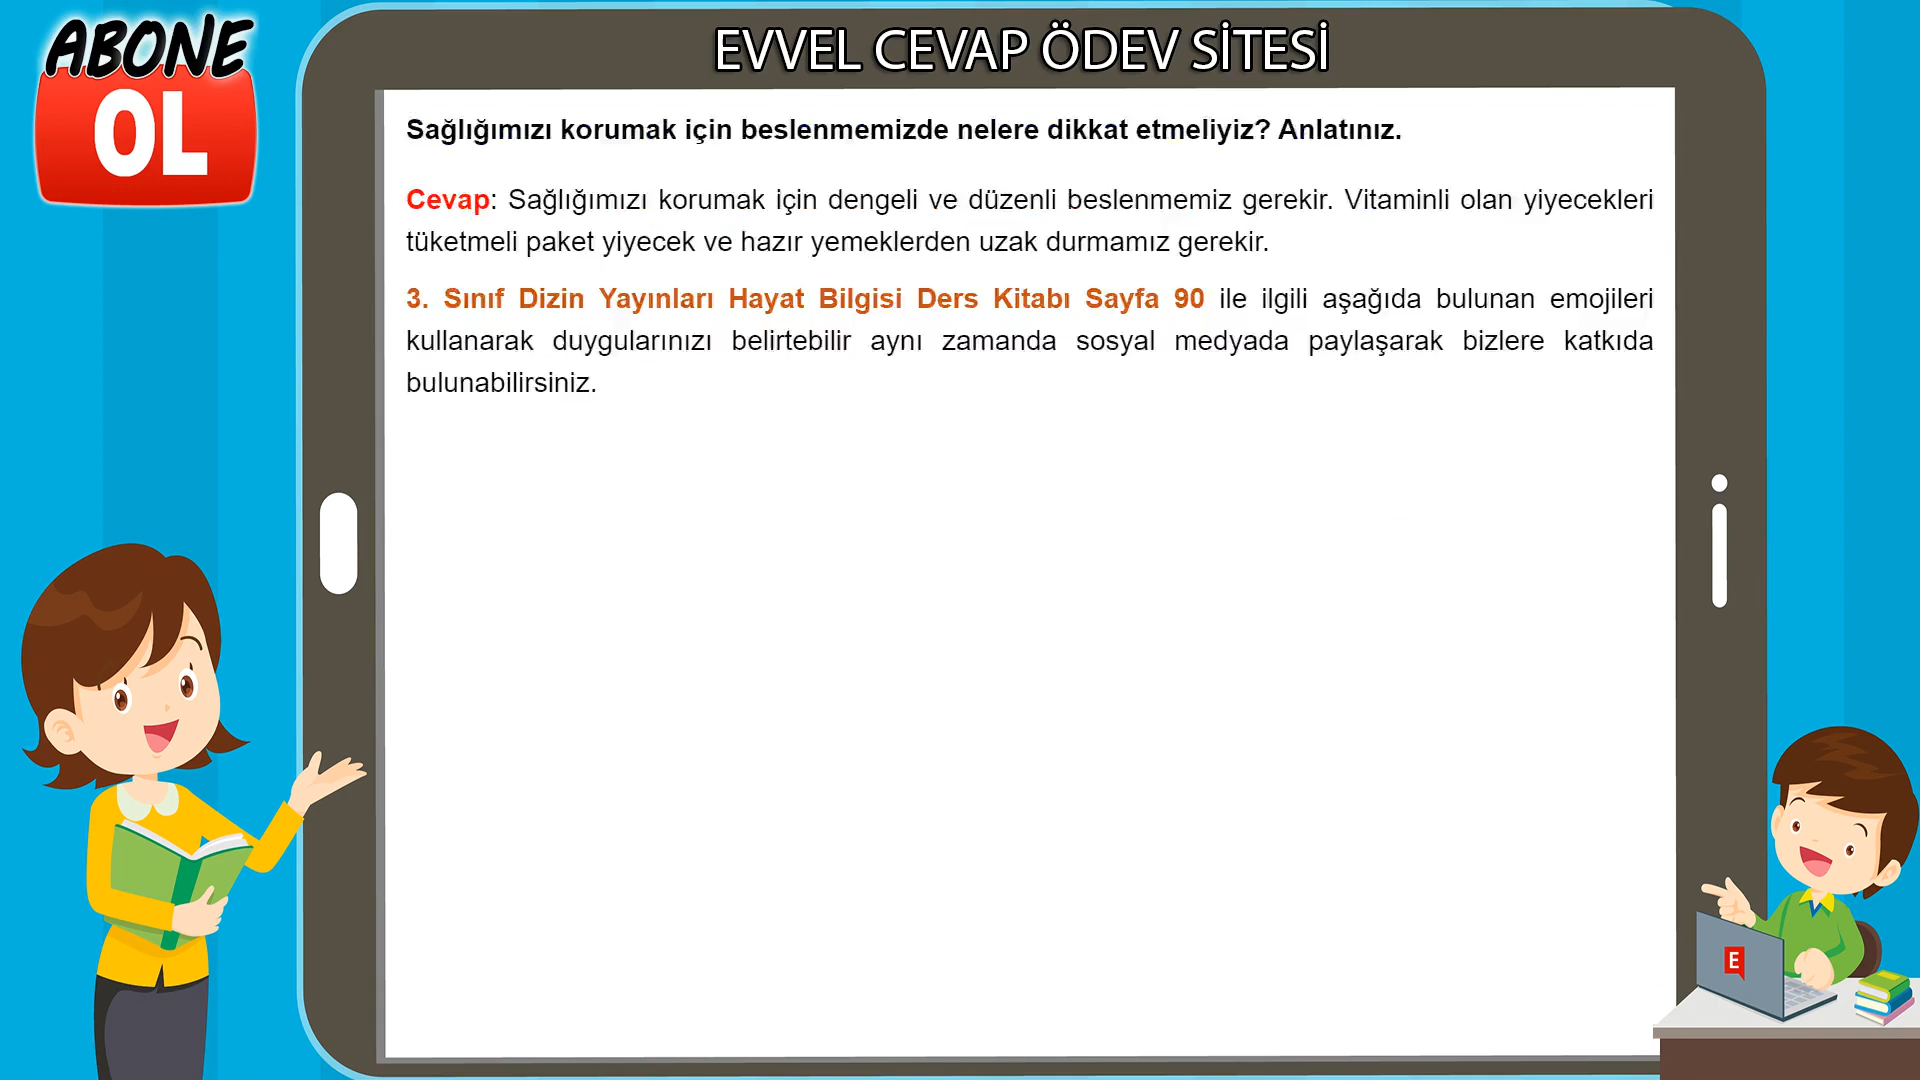 ABONE
OL
EVVEL CEVAP ÖDEV SİTESİ
Sağlığımızı korumak için beslenmemizde nelere dikkat etmeliyiz? Anlatınız.
Cevap: Sağlığımızı korumak için dengeli ve düzenli beslenmemiz gerekir. Vitaminli olan yiyecekleri
tüketmeli paket yiyecek ve hazır yemeklerden uzak durmamız gerekir.
3. Sınıf Dizin Yayınları Hayat Bilgisi Ders Kitabı Sayfa 90 ile ilgili aşağıda bulunan emojileri
kullanarak duygularınızı belirtebilir aynı zamanda sosyal medyada paylaşarak bizlere katkıda
bulunabilirsiniz.
E